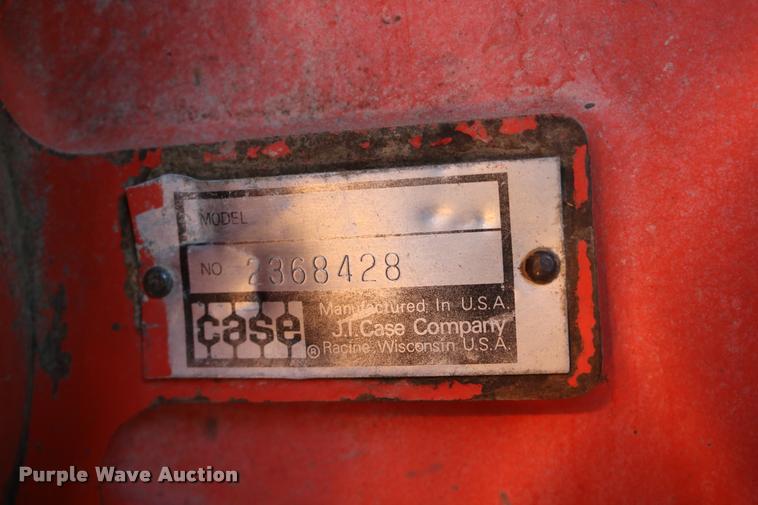 MODEL
NO 2368428
case
Manufactured In U.S.A.
J.I. Case Company
® Racine, Wisconsin U.S.A.
Purple Wave Auction